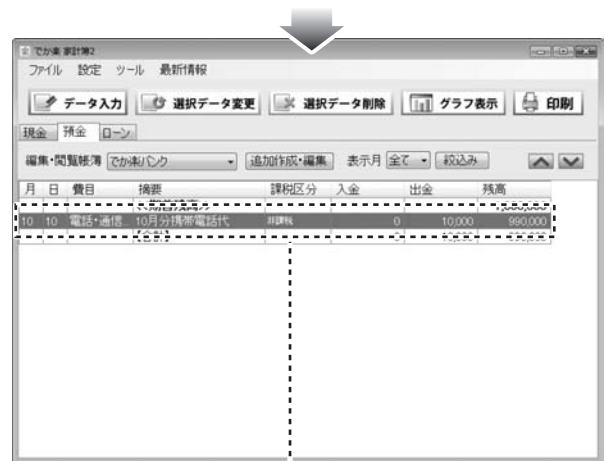 でか楽 家計簿2
ファイル 設定 ツール 最新情報
データ入力 選択データ変更 選択データ削除 グラフ表示 印刷
現金 預金 ローン
編集・閲覧帳簿 でか楽バンク 追加作成・編集 表示月 全て 絞込み
月 日 費目 摘要 課税区分 入金 出金 残高
10 10 電話・通信 10月分携帯電話代 非課税 0 10,000 990,000